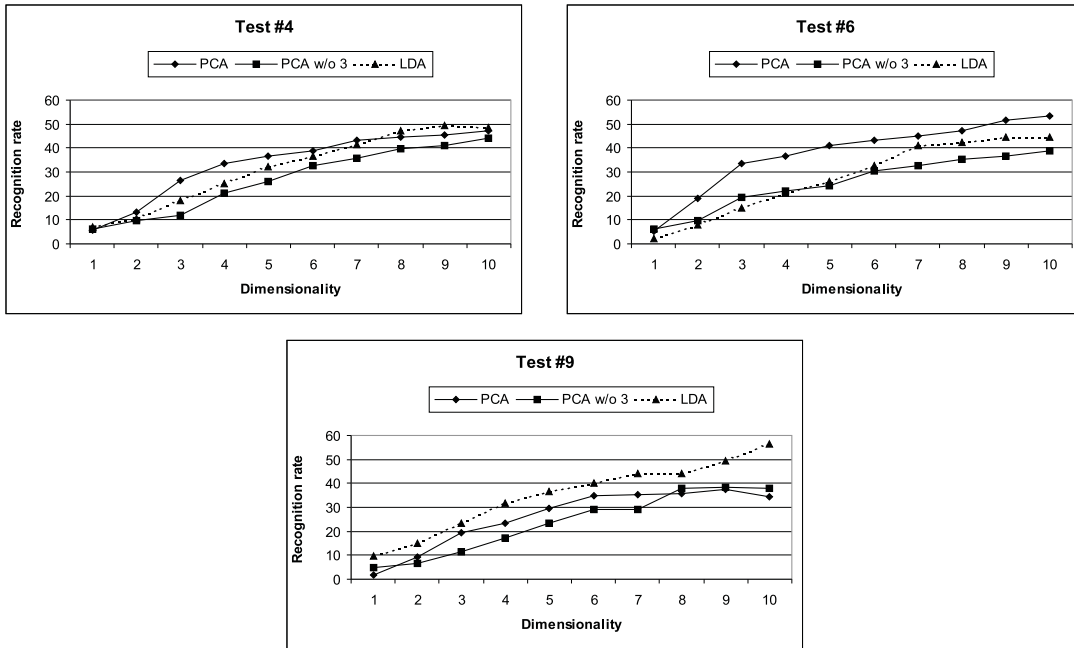 Test #4
PCA PCA w/o 3 LDA
60
50
40
30
20
10
0
Recognition rate
1 2 3 4 5 6 7 8 9 10
Dimensionality
Test #6
PCA PCA w/o 3 LDA
60
50
40
30
20
10
0
Recognition rate
1 2 3 4 5 6 7 8 9 10
Dimensionality
Test #9
PCA PCA w/o 3 LDA
60
50
40
30
20
10
0
Recognition rate
1 2 3 4 5 6 7 8 9 10
Dimensionality